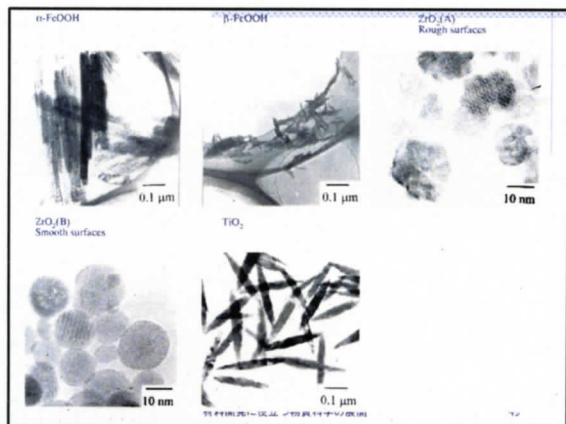 α-FeOOH
β-FeOOH
ZrO₂(A)
Rough surfaces
0.1 μm
0.1 μm
10 nm
ZrO₂(B)
Smooth surfaces
TiO₂
10 nm
0.1 μm